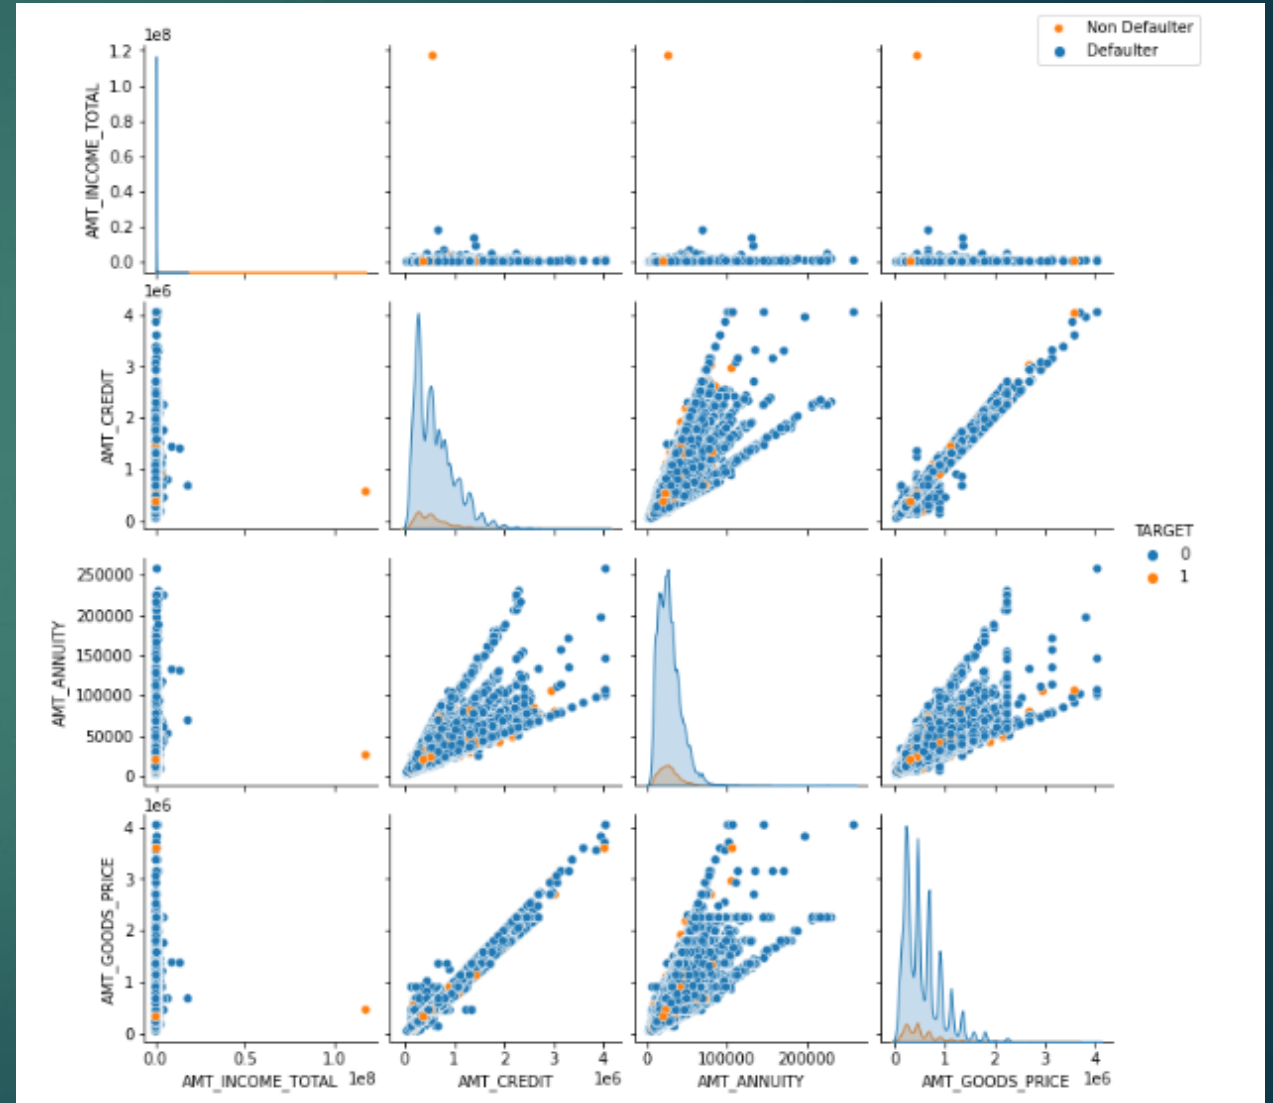 Non Defaulter
Defaulter
1e8
1.2
1.0
0.8
0.6
0.4
0.2
0.0
AMT_INCOME_TOTAL
1e6
4
3
2
1
0
AMT_CREDIT
TARGET
0
1
250000
200000
150000
100000
50000
0
AMT_ANNUITY
1e6
4
3
2
1
0
AMT_GOODS_PRICE
0.0 0.5 1.0 0 1 2 3 4 0 100000 200000 0 1 2 3 4
AMT_INCOME_TOTAL 1e8 AMT_CREDIT 1e6 AMT_ANNUITY AMT_GOODS_PRICE 1e6